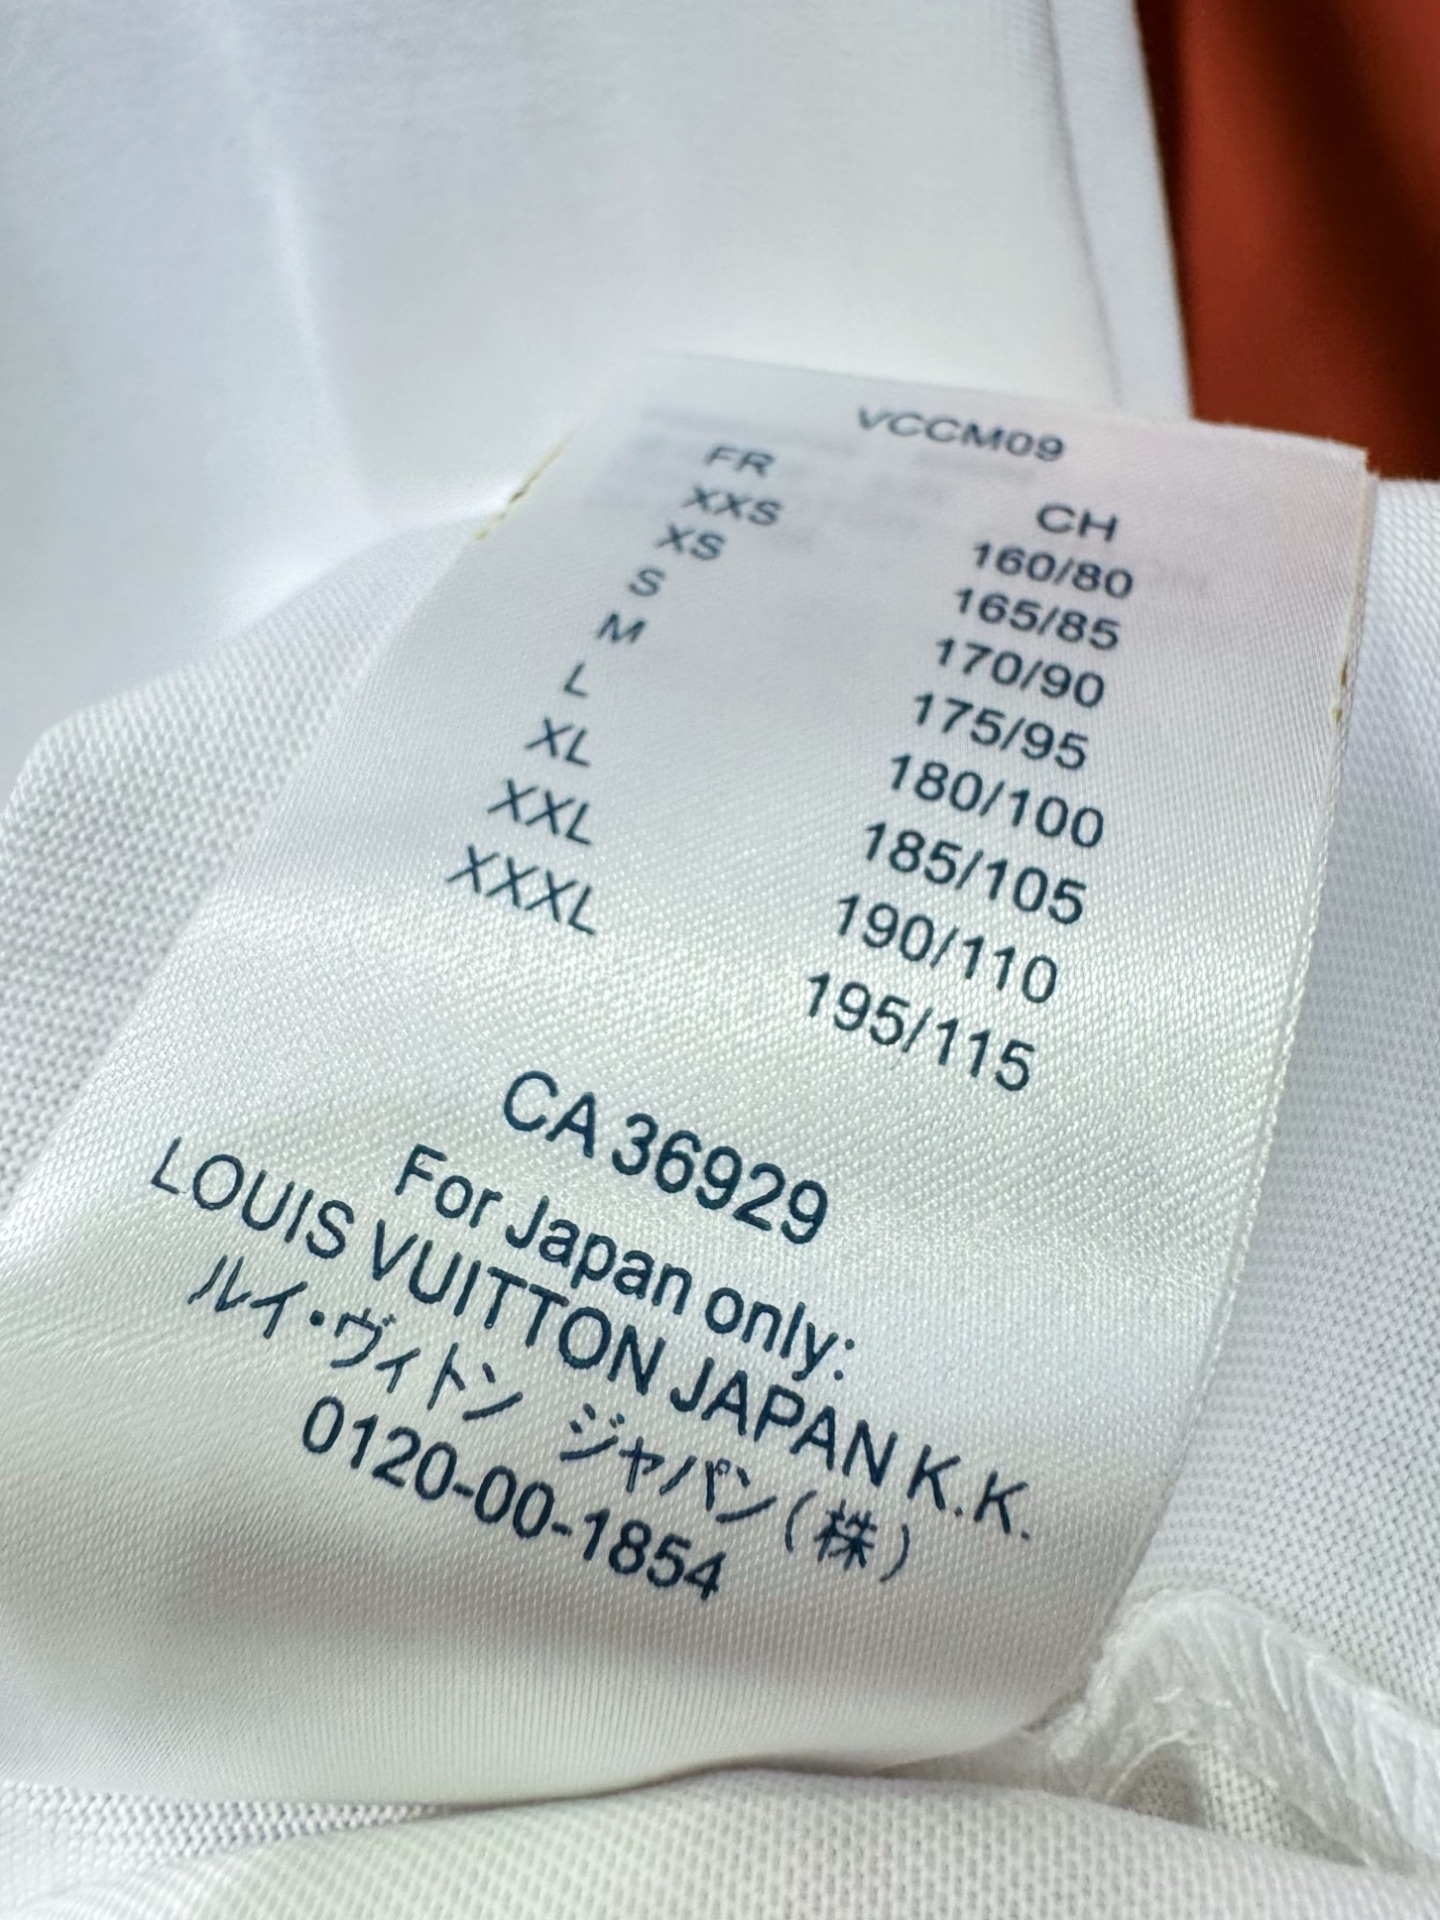 VCCM09
FR CH
XXS 160/80
XS 165/85
S 170/90
M 175/95
L 180/100
XL 185/105
XXL 190/110
XXXL 195/115
CA 36929
For Japan only:
LOUIS VUITTON JAPAN K.K.
ルイ・ヴィトン ジャパン(株)
0120-00-1854